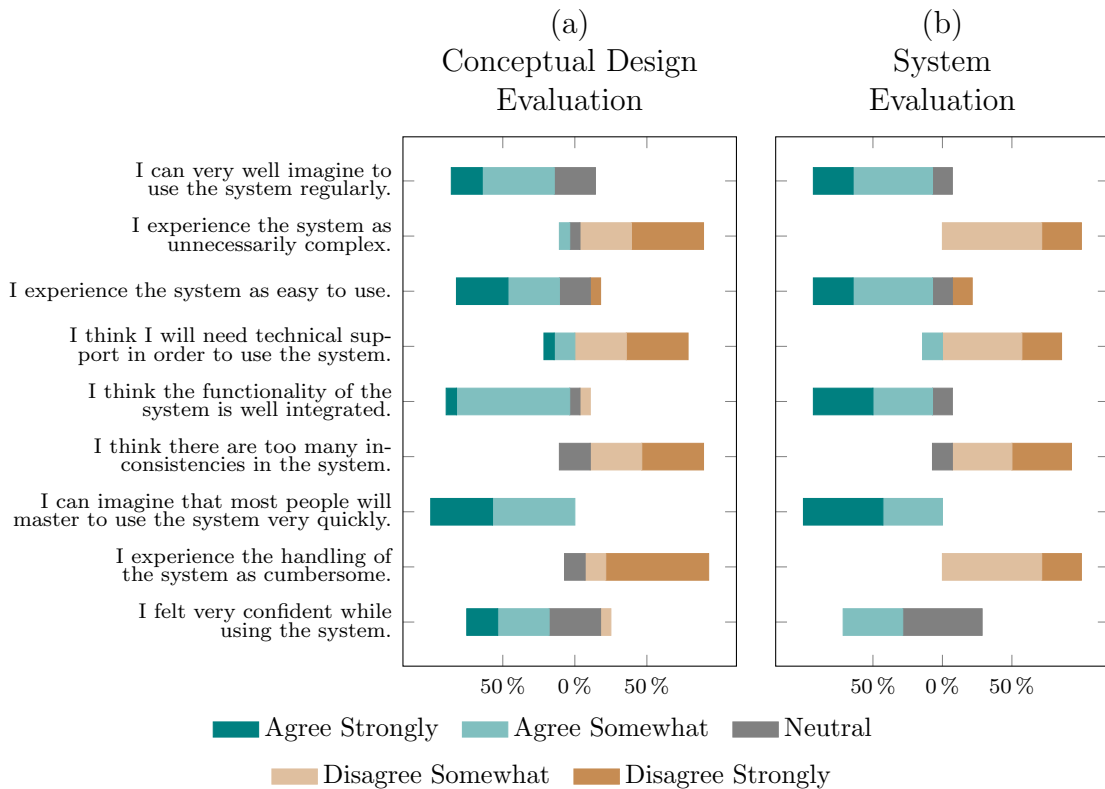 (a)
Conceptual Design
Evaluation
(b)
System
Evaluation
I can very well imagine to
use the system regularly.
I experience the system as
unnecessarily complex.
I experience the system as easy to use.
I think I will need technical sup-
port in order to use the system.
I think the functionality of the
system is well integrated.
I think there are too many in-
consistencies in the system.
I can imagine that most people will
master to use the system very quickly.
I experience the handling of
the system as cumbersome.
I felt very confident while
using the system.
50 % 0 % 50 %
50 % 0 % 50 %
Agree Strongly Agree Somewhat Neutral
Disagree Somewhat Disagree Strongly